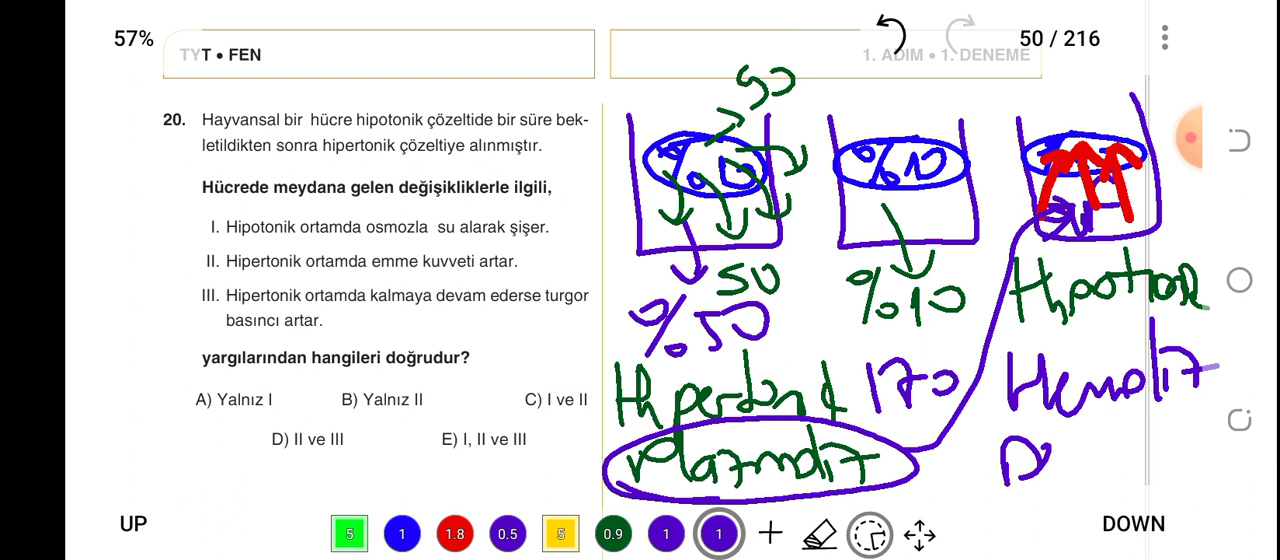 57%
TYT • FEN
1. ADIM • 1. DENEME
50 / 216
20. Hayvansal bir hücre hipotonik çözeltide bir süre bek-
letildikten sonra hipertonik çözeltiye alınmıştır.
Hücrede meydana gelen değişikliklerle ilgili,
I. Hipotonik ortamda osmozla su alarak şişer.
II. Hipertonik ortamda emme kuvveti artar.
III. Hipertonik ortamda kalmaya devam ederse turgor
basıncı artar.
yargılarından hangileri doğrudur?
A) Yalnız I B) Yalnız II C) I ve II
D) II ve III E) I, II ve III
50
%10
50
%50
%10
Hipertonik
Plazmoliz
UP
5 1 1.8 0.5 5 0.9 1 1
DOWN